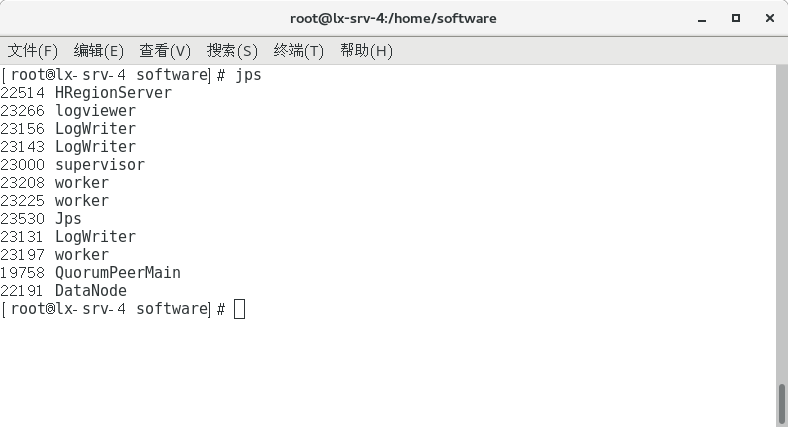 root@lx-srv-4:/home/software
文件(F) 编辑(E) 查看(V) 搜索(S) 终端(T) 帮助(H)
[root@lx-srv-4 software]# jps
22514 HRegionServer
23266 logviewer
23156 LogWriter
23143 LogWriter
23000 supervisor
23208 worker
23225 worker
23530 Jps
23131 LogWriter
23197 worker
19758 QuorumPeerMain
22191 DataNode
[root@lx-srv-4 software]#